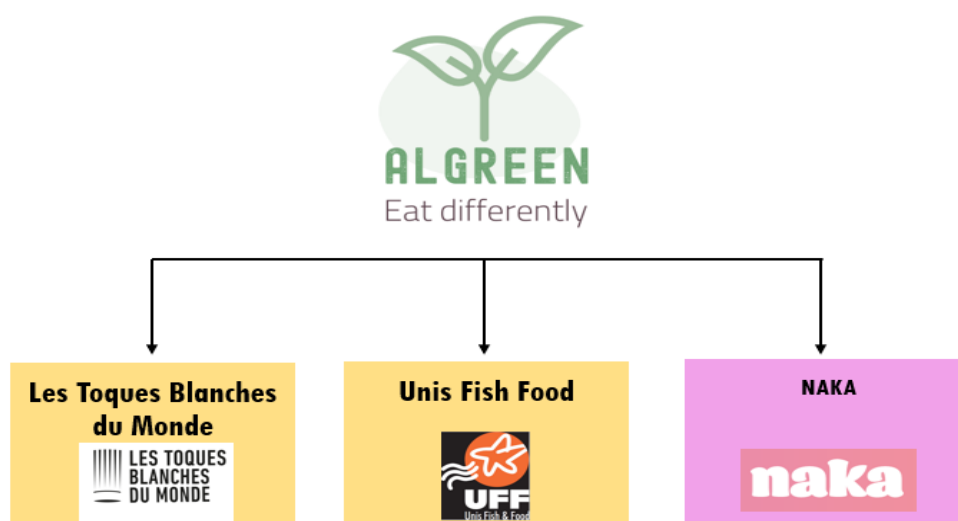 ALGREEN
Eat differently
Les Toques Blanches
du Monde
LES TOQUES
BLANCHES
DU MONDE
Unis Fish Food
UFF
Unis Fish & Food
NAKA
naka